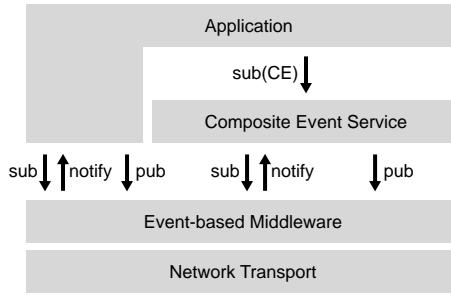 Application
sub(CE)
Composite Event Service
sub notify pub sub notify pub
Event-based Middleware
Network Transport